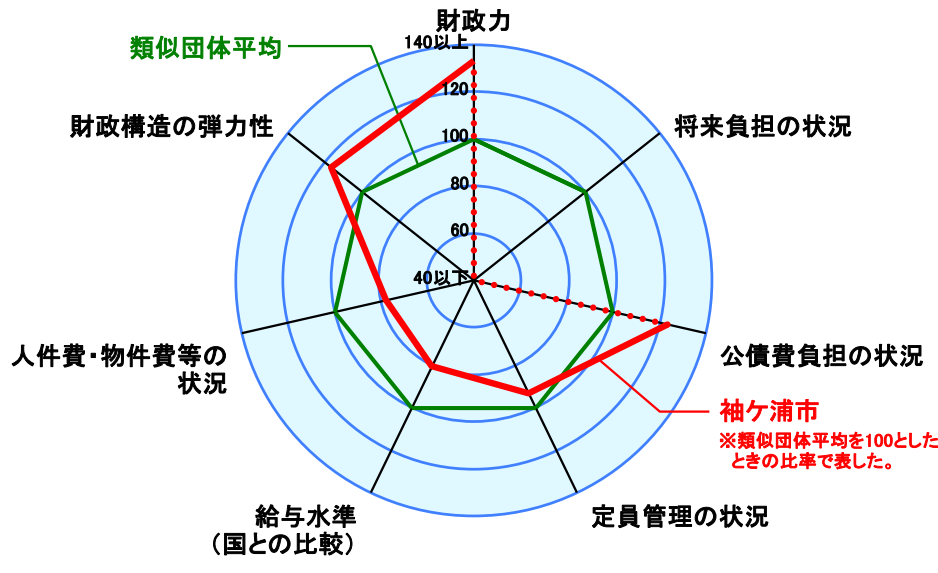 財政力
140以上
類似団体平均
120
財政構造の弾力性
将来負担の状況
100
80
60
40以下
人件費・物件費等の
状況
公債費負担の状況
袖ケ浦市
※類似団体平均を100とした
ときの比率で表した。
給与水準
（国との比較）
定員管理の状況